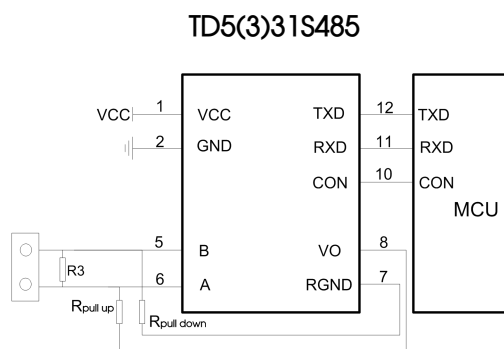 TD5(3)31S485
VCC 1 VCC TXD 12 TXD
2 GND RXD 11 RXD
CON 10 CON
MCU
5 B VO 8
R3
6 A RGND 7
Rpull up
Rpull down